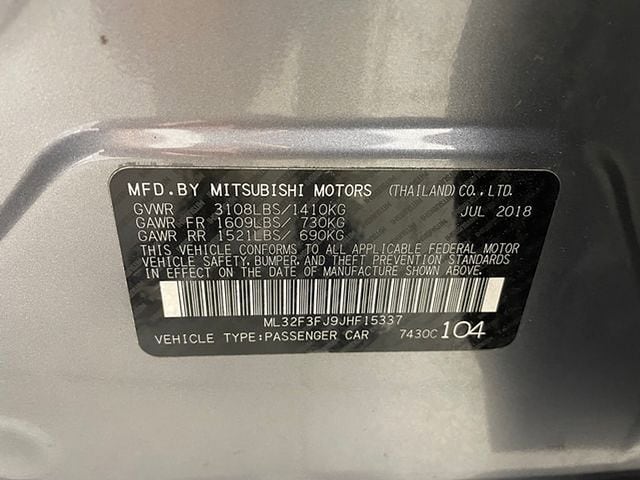 MFD.BY MITSUBISHI MOTORS (THAILAND)CO.,LTD.
GVWR 3108LBS/1410KG JUL 2018
GAWR FR 1609LBS/ 730KG
GAWR RR 1521LBS/ 690KG
THIS VEHICLE CONFORMS TO ALL APPLICABLE FEDERAL MOTOR
VEHICLE SAFETY, BUMPER, AND THEFT PREVENTION STANDARDS
IN EFFECT ON THE DATE OF MANUFACTURE SHOWN ABOVE.
ML32F3FJ9JHF15337
VEHICLE TYPE:PASSENGER CAR 7430C104